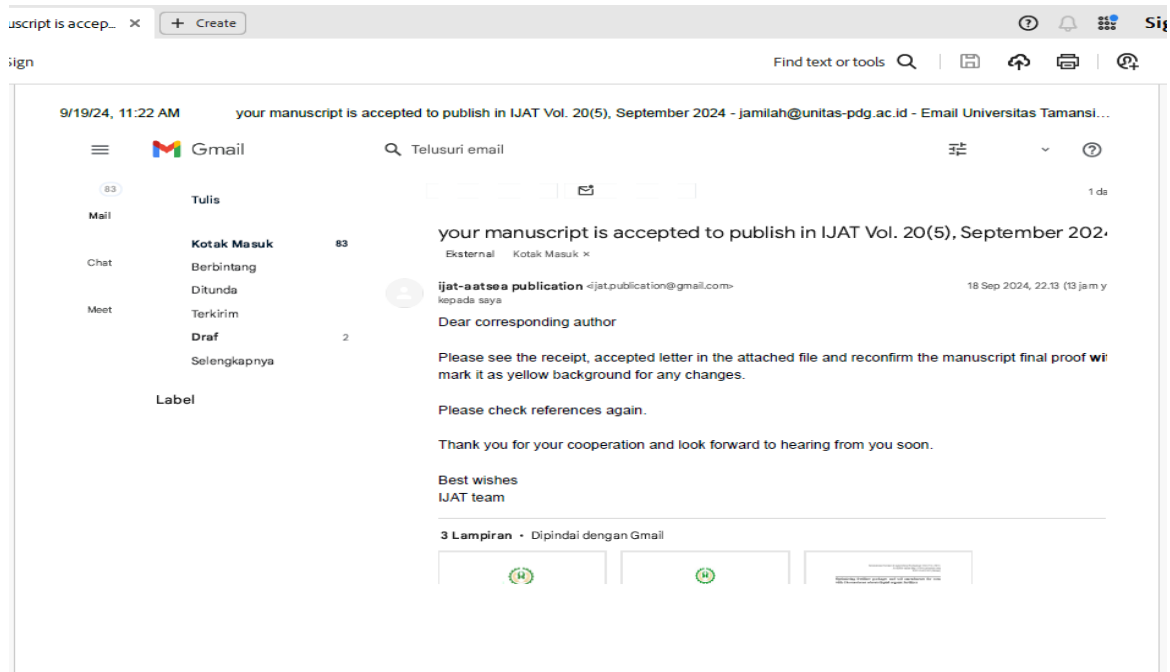 uscript is accep...
Create
Sig
Sign
Find text or tools
9/19/24, 11:22 AM your manuscript is accepted to publish in IJAT Vol. 20(5), September 2024 - jamilah@unitas-pdg.ac.id - Email Universitas Tamansi...
Gmail
Telusuri email
83
Mail
Chat
Meet
Tulis
Kotak Masuk 83
Berbintang
Ditunda
Terkirim
Draf 2
Selengkapnya
Label
1 da
your manuscript is accepted to publish in IJAT Vol. 20(5), September 202
Eksternal Kotak Masuk ×
ijat-aatsea publication <ijat.publication@gmail.com> 18 Sep 2024, 22.13 (13 jam y
kepada saya
Dear corresponding author
Please see the receipt, accepted letter in the attached file and reconfirm the manuscript final proof wit
mark it as yellow background for any changes.
Please check references again.
Thank you for your cooperation and look forward to hearing from you soon.
Best wishes
IJAT team
3 Lampiran • Dipindai dengan Gmail